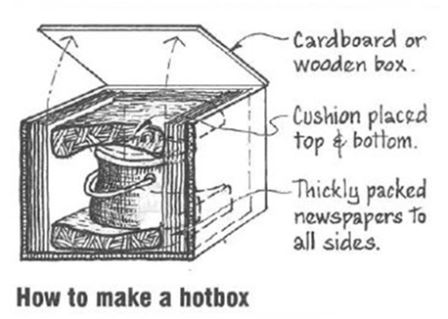 Cardboard or
wooden box.
Cushion placed
top & bottom.
Thickly packed
newspapers to
all sides.
How to make a hotbox